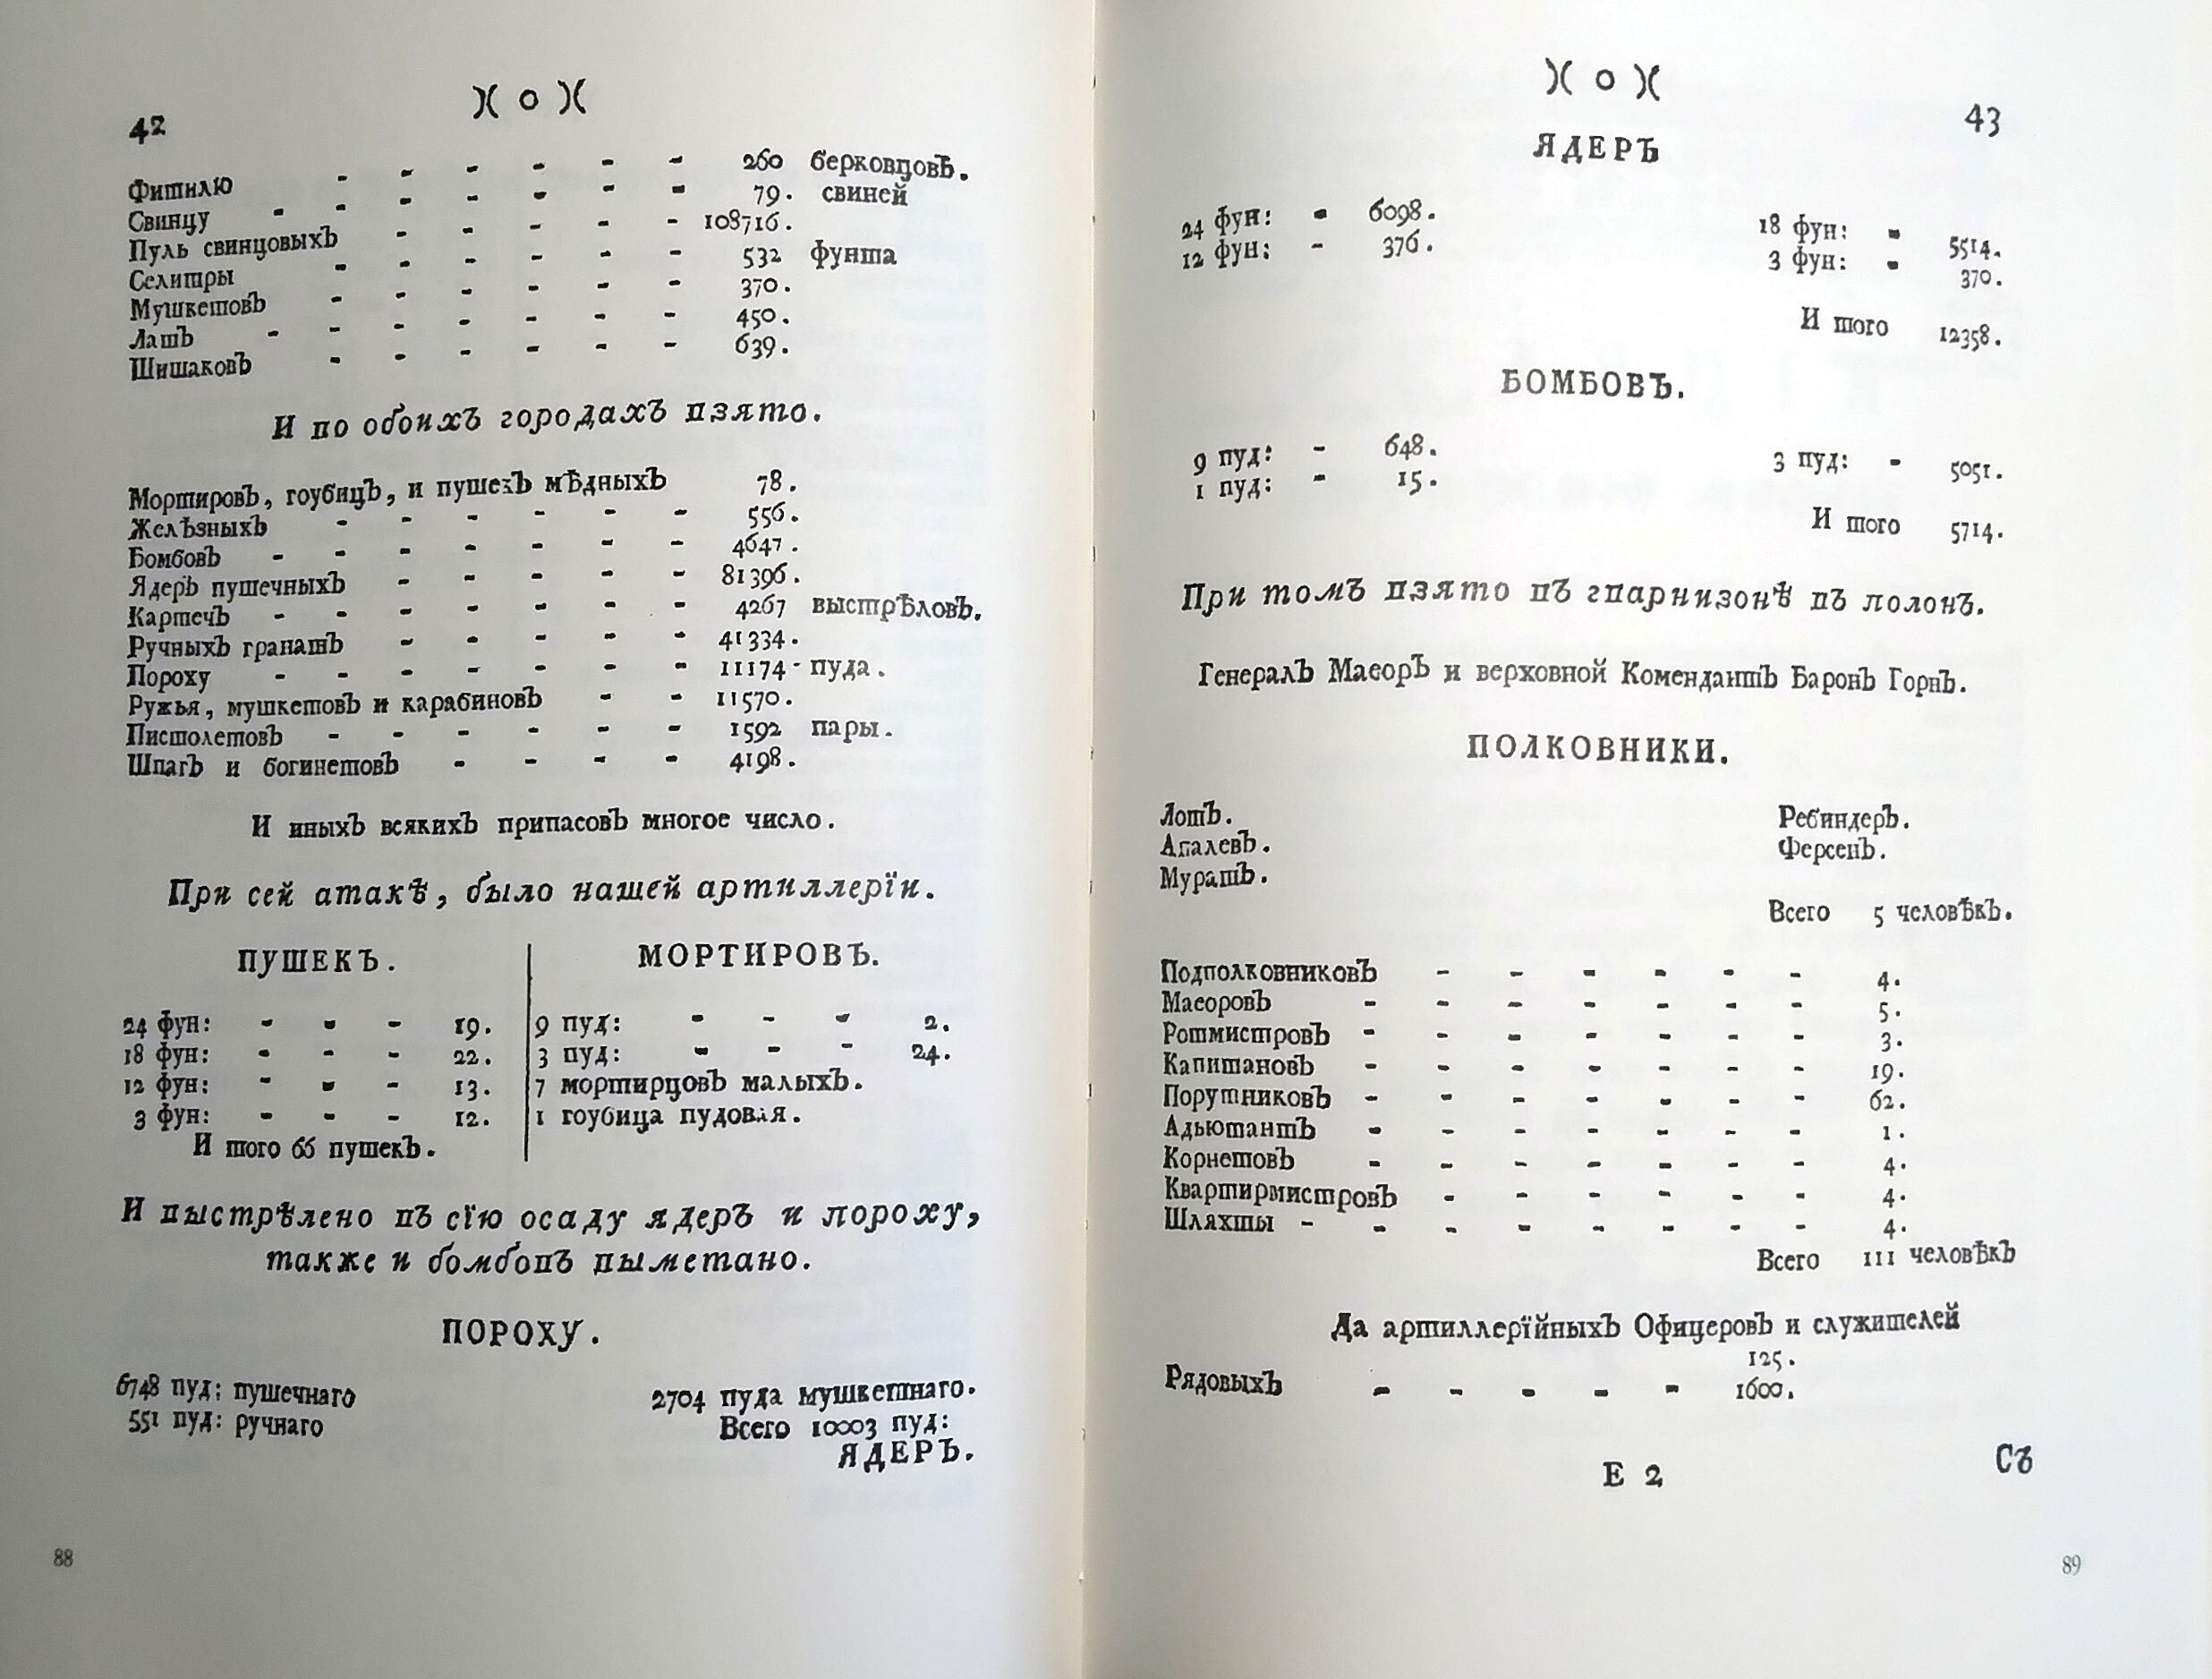 )( o )(
42
Фитилю - - - - - - 260 берковцовЪ.
Свинцу - - - - - - - 79. свиней
Пуль свинцовыхЪ - - - - - 108716.
Селитры - - - - - - 532 фунта
МушкетовЪ - - - - - - 370.
ЛатЪ - - - - - - - 450.
ШишаковЪ - - - - - - 639.
И по обоихЪ городахЪ взято.
МортировЪ, гоубицЪ, и пушекЪ мѢдныхЪ 78.
ЖелѢзныхЪ - - - - - - 556.
БомбовЪ - - - - - - - 4647.
ЯдерЪ пушечныхЪ - - - - - 81396.
КартечЪ - - - - - - - 4267 выстрѢловЪ.
РучныхЪ гранатЪ - - - - - 41334.
Пороху - - - - - - - 11174 - пуда.
Ружья, мушкетовЪ и карабиновЪ - - 11570.
ПистолетовЪ - - - - - - 1592 пары.
ШпагЪ и богинетовЪ - - - - 4198.
И иныхЪ всякихЪ припасовЪ многое число.
При сей атакѢ, было нашей артиллерїи.
ПУШЕКЪ.
24 фун: - - - 19.
18 фун: - - - 22.
12 фун: - - - 13.
3 фун: - - - 12.
И того 66 пушекЪ.
МОРТИРОВЪ.
9 пуд: - - - 2.
3 пуд: - - - 24.
7 мортирцовЪ малыхЪ.
1 гоубица пудовая.
И выстрѢлено вЪ сїю осаду ядерЪ и пороху,
также и бомбовЪ выметано.
ПОРОХУ.
6748 пуд: пушечнаго 2704 пуда мушкетнаго.
551 пуд: ручнаго Всего 10003 пуд:
ЯДЕРЪ.
88
)( o )(
43
ЯДЕРЪ
24 фун: - 6098. 18 фун: - 5514.
12 фун: - 376. 3 фун: - 370.
И того 12358.
БОМБОВЪ.
9 пуд: - 648. 3 пуд: - 5051.
1 пуд: - 15.
И того 5714.
При томЪ взято вЪ гварнизонѢ вЪ полонЪ.
ГенералЪ МаеорЪ и верховной КомендантЪ БаронЪ ГорнЪ.
ПОЛКОВНИКИ.
ЛотЪ. РебиндерЪ.
АпалевЪ. ФерсенЪ.
МуратЪ.
Всего 5 человѢкЪ.
ПодполковниковЪ - - - - - - 4.
МаеоровЪ - - - - - - - 5.
РотмистровЪ - - - - - - - 3.
КапитановЪ - - - - - - - 19.
ПорутниковЪ - - - - - - - 62.
АдьютантЪ - - - - - - - 1.
КорнетовЪ - - - - - - - 4.
КвартирмистровЪ - - - - - - 4.
Шляхты - - - - - - - - 4.
Всего 111 человѢкЪ
Да артиллерїйныхЪ ОфицеровЪ и служителей
125.
РядовыхЪ - - - - - 1600.
Е 2
СЪ
89